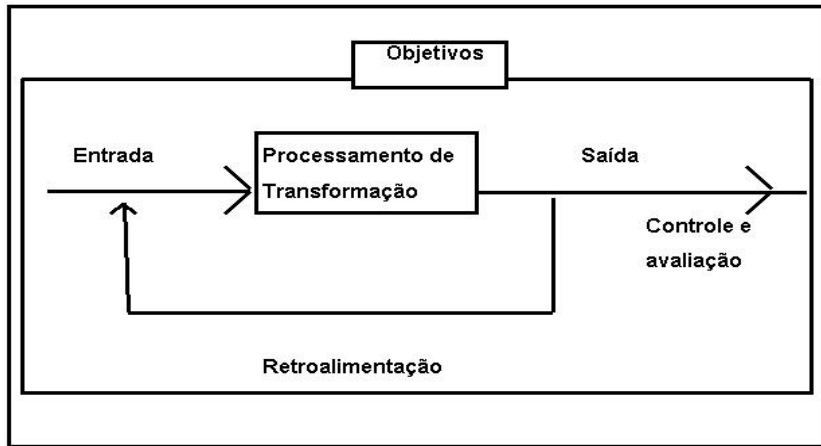 Objetivos
Entrada
Processamento de
Transformação
Saída
Controle e
avaliação
Retroalimentação